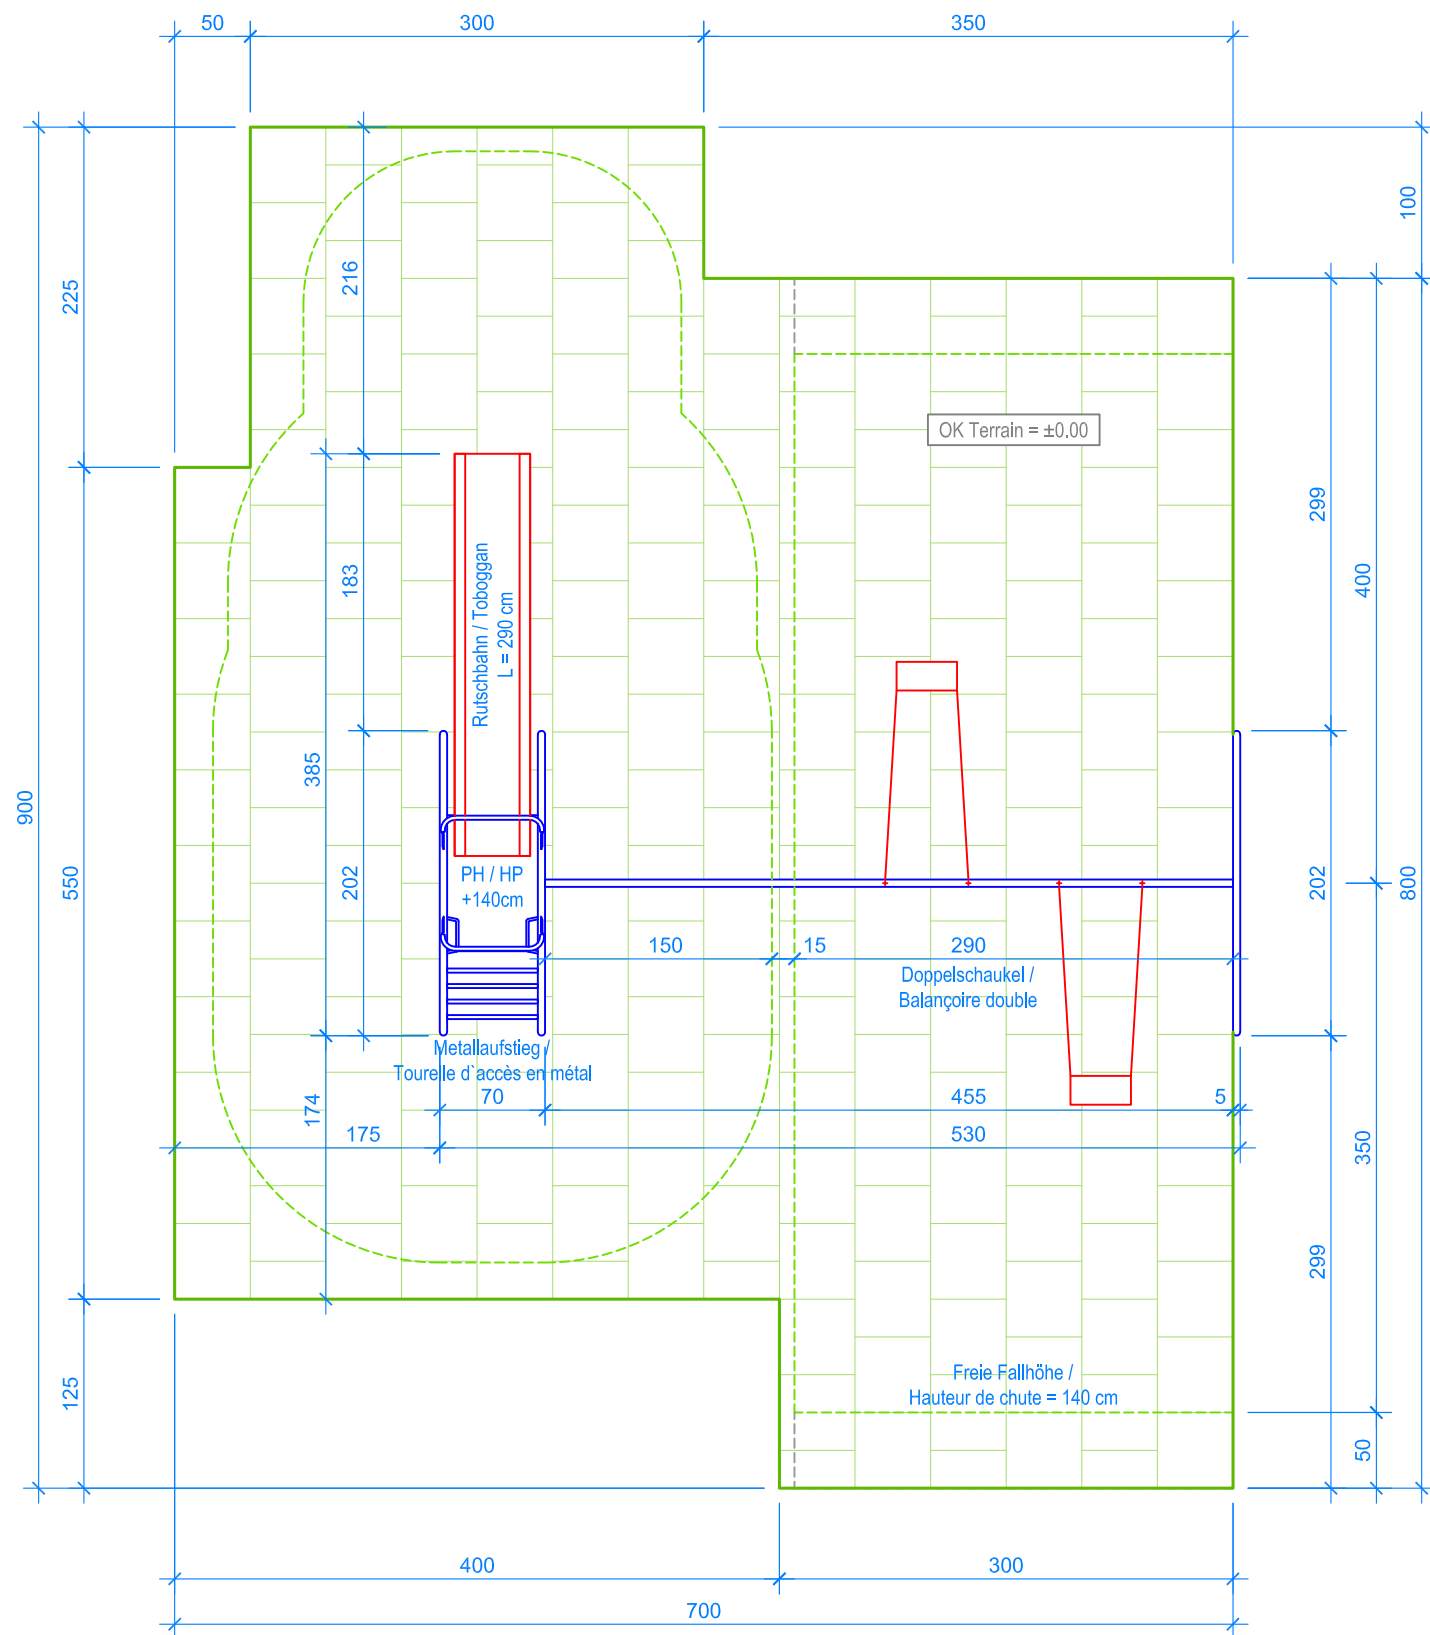 50
300
350
100
225
216
OK Terrain = ±0.00
299
183
400
Rutschbahn / Toboggan
L = 290 cm
385
900
550
202
PH / HP
+140cm
202
800
150
15
290
Doppelschaukel /
Balançoire double
Metallaufstieg /
Tourelle d`accès en métal
174
70
455
5
175
530
350
299
125
Freie Fallhöhe /
Hauteur de chute = 140 cm
50
400
300
700